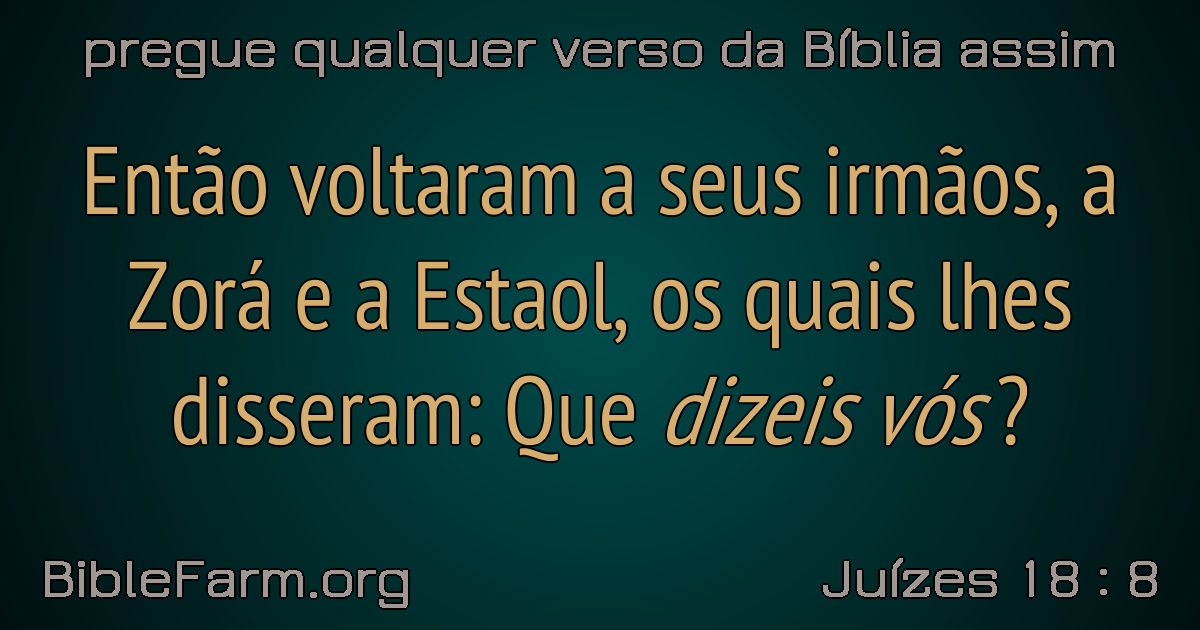 pregue qualquer verso da Bíblia assim
Então voltaram a seus irmãos, a
Zorá e a Estaol, os quais lhes
disseram: Que dizeis vós?
BibleFarm.org
Juízes 18 : 8